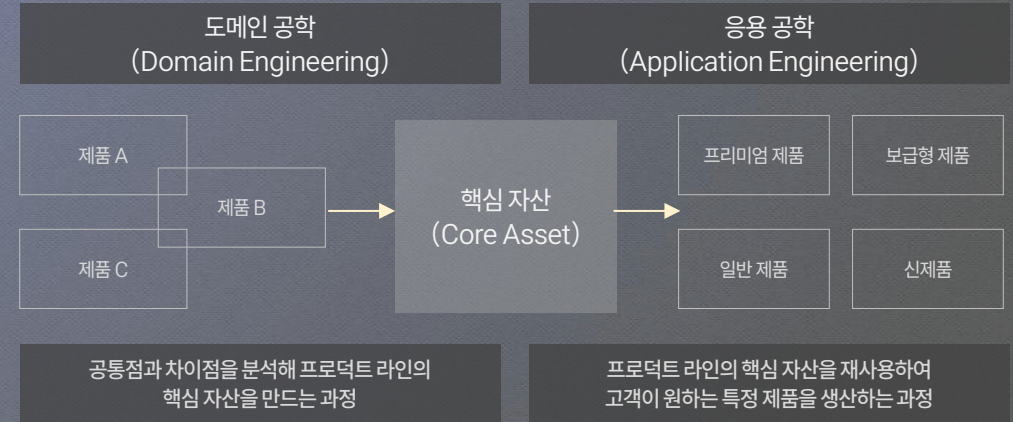 도메인 공학
(Domain Engineering)
응용 공학
(Application Engineering)
제품 A
제품 B
제품 C
핵심 자산
(Core Asset)
프리미엄 제품
보급형 제품
일반 제품
신제품
공통점과 차이점을 분석해 프로덕트 라인의
핵심 자산을 만드는 과정
프로덕트 라인의 핵심 자산을 재사용하여
고객이 원하는 특정 제품을 생산하는 과정